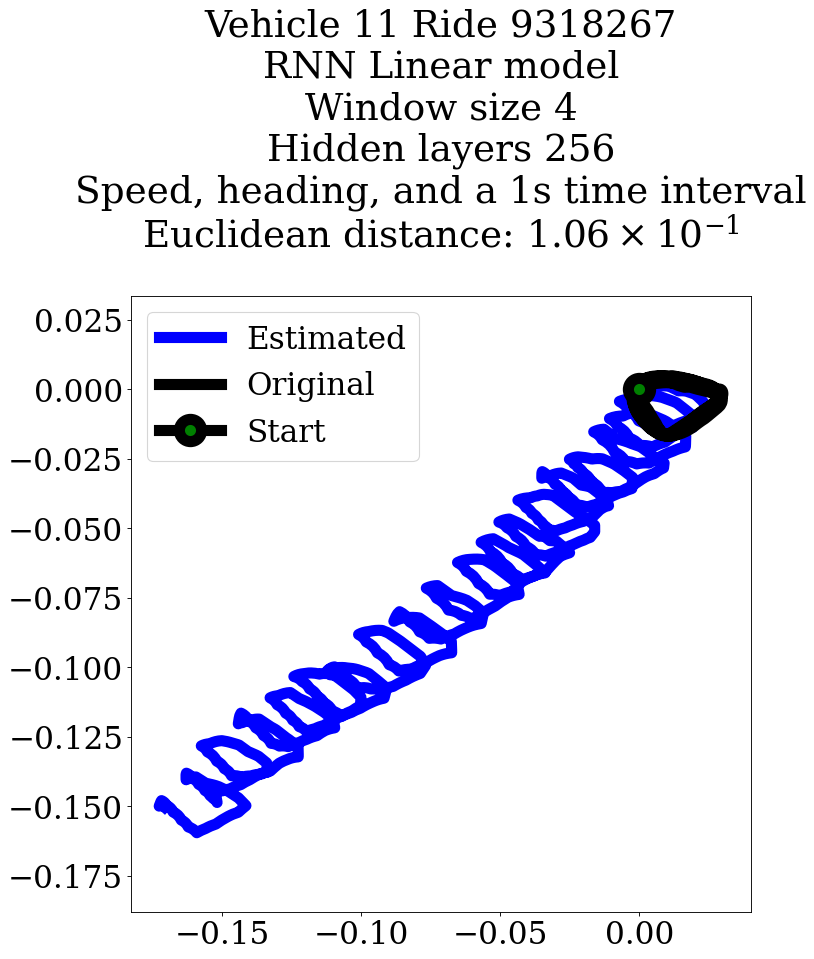 Vehicle 11 Ride 9318267
RNN Linear model
Window size 4
Hidden layers 256
Speed, heading, and a 1s time interval
Euclidean distance: 1.06 × 10⁻¹
Estimated
Original
Start
0.025
0.000
−0.025
−0.050
−0.075
−0.100
−0.125
−0.150
−0.175
−0.15 −0.10 −0.05 0.00